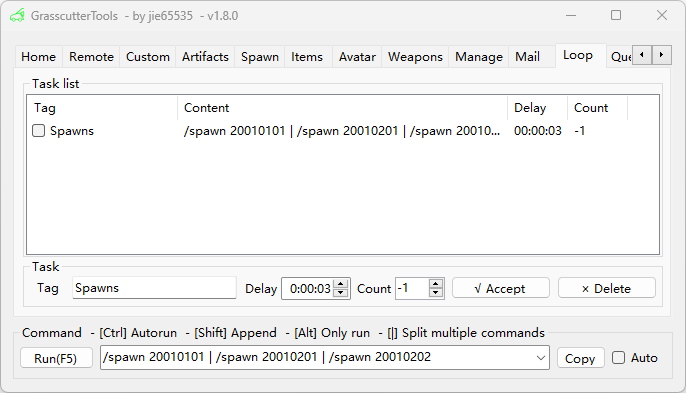 GrasscutterTools - by jie65535 - v1.8.0
Home Remote Custom Artifacts Spawn Items Avatar Weapons Manage Mail Loop Que
Task list
Tag Content Delay Count
Spawns /spawn 20010101 | /spawn 20010201 | /spawn 20010... 00:00:03 -1
Task
Tag Spawns Delay 0:00:03 Count -1 √ Accept × Delete
Command - [Ctrl] Autorun - [Shift] Append - [Alt] Only run - [|] Split multiple commands
Run(F5) /spawn 20010101 | /spawn 20010201 | /spawn 20010202 Copy Auto